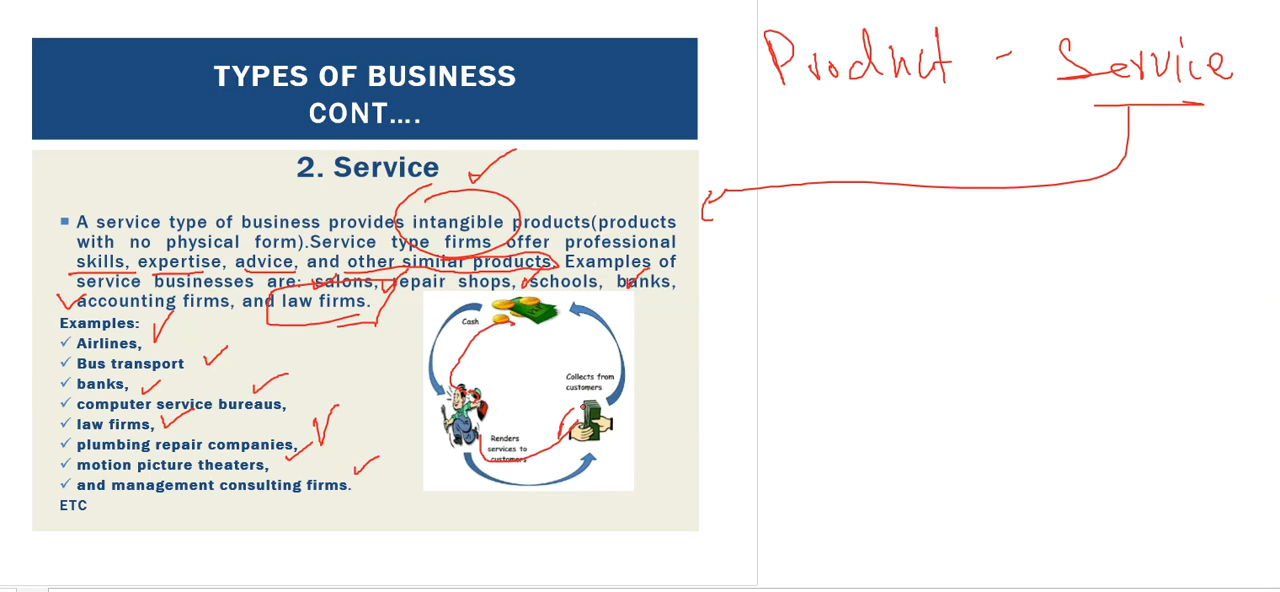 TYPES OF BUSINESS
CONT....
Product - Service
2. Service
A service type of business provides intangible products(products
with no physical form).Service type firms offer professional
skills, expertise, advice, and other similar products. Examples of
service businesses are: salons, repair shops, schools, banks,
accounting firms, and law firms.
Examples:
Airlines,
Bus transport
banks,
computer service bureaus,
law firms,
plumbing repair companies,
motion picture theaters,
and management consulting firms.
ETC
Cash
Collects from
customers
Renders
services to
customers